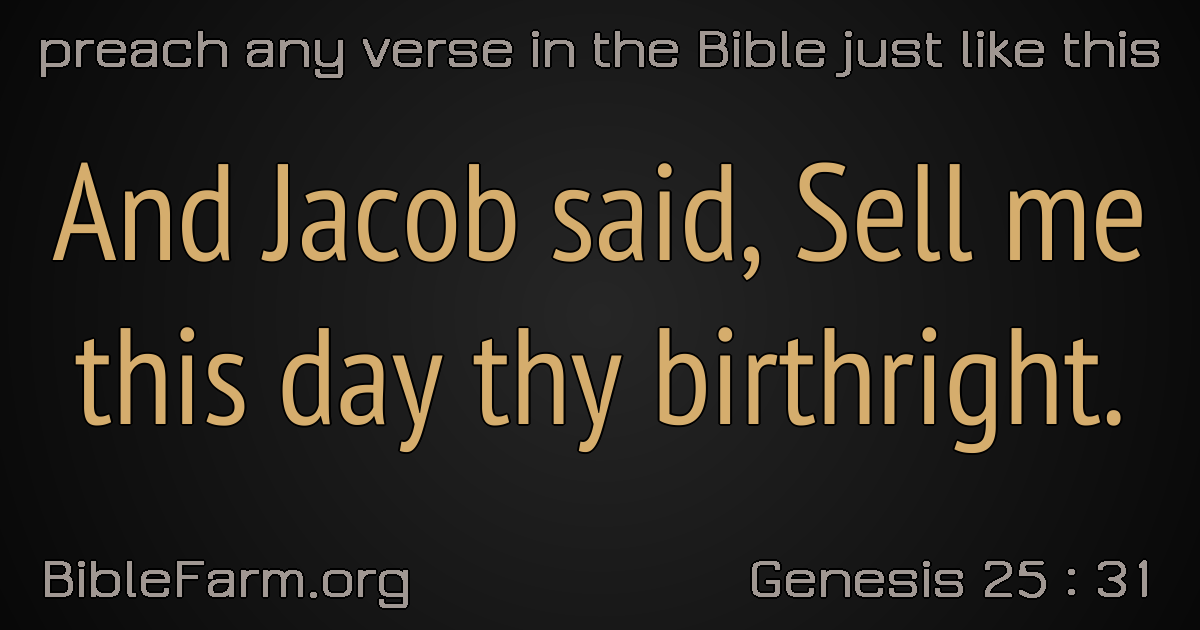 preach any verse in the Bible just like this
And Jacob said, Sell me
this day thy birthright.
BibleFarm.org
Genesis 25 : 31